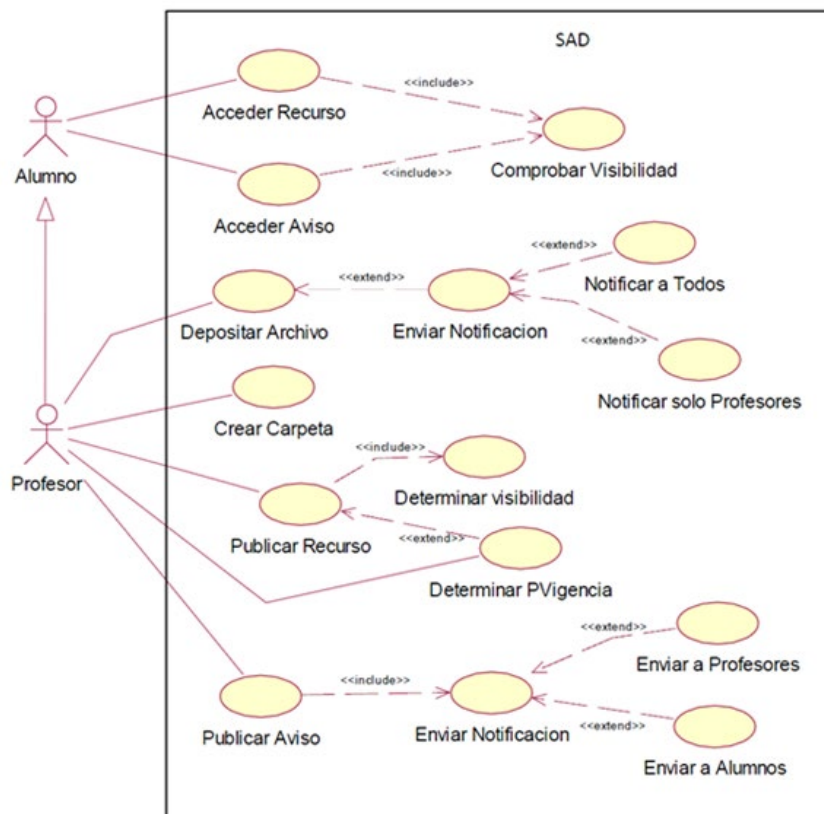 SAD
<<include>>
Acceder Recurso
Alumno
<<include>>
Comprobar Visibilidad
Acceder Aviso
<<extend>>
Notificar a Todos
<<extend>>
Depositar Archivo
Enviar Notificacion
<<extend>>
Notificar solo Profesores
Crear Carpeta
Profesor
<<include>>
Determinar visibilidad
Publicar Recurso
<<extend>>
Determinar PVigencia
<<extend>>
Enviar a Profesores
<<include>>
Publicar Aviso
Enviar Notificacion
<<extend>>
Enviar a Alumnos